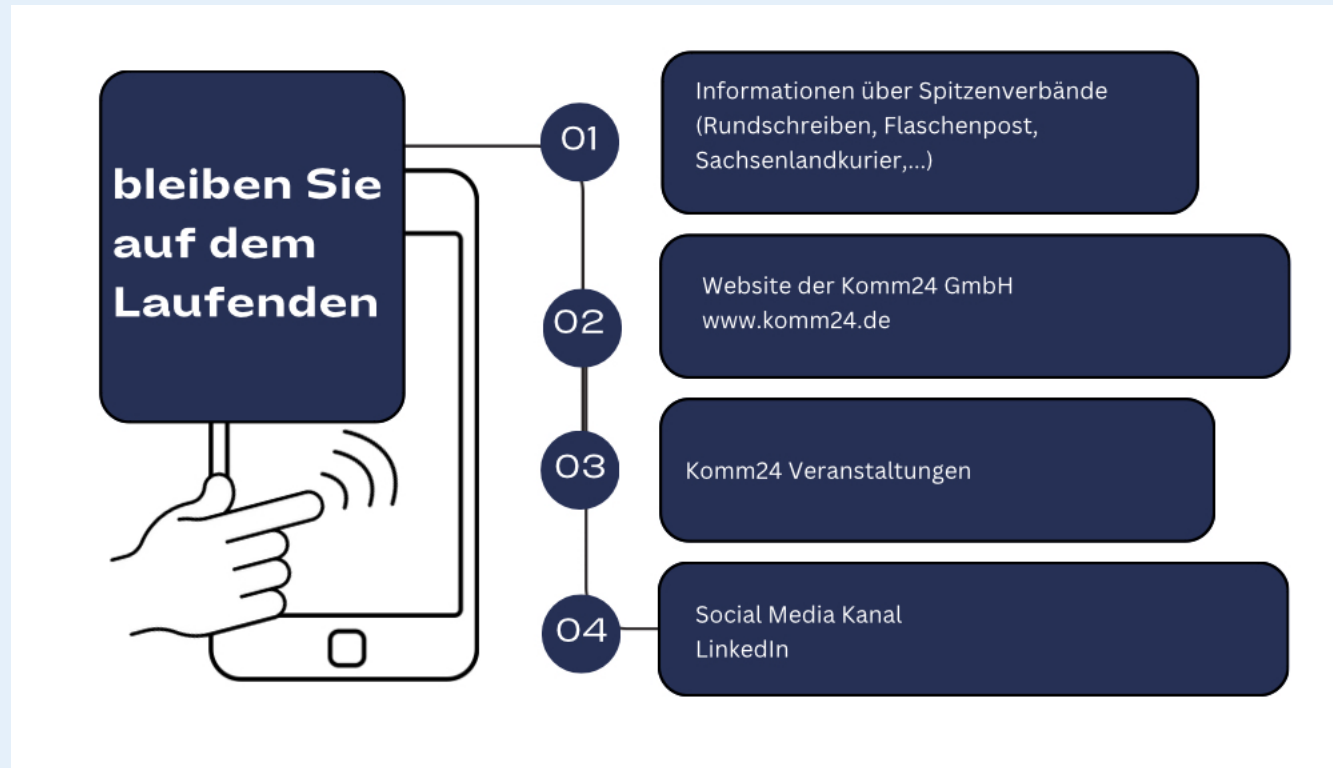 bleiben Sie
auf dem
Laufenden
01
Informationen über Spitzenverbände
(Rundschreiben, Flaschenpost,
Sachsenlandkurier,...)
02
Website der Komm24 GmbH
www.komm24.de
03
Komm24 Veranstaltungen
04
Social Media Kanal
LinkedIn